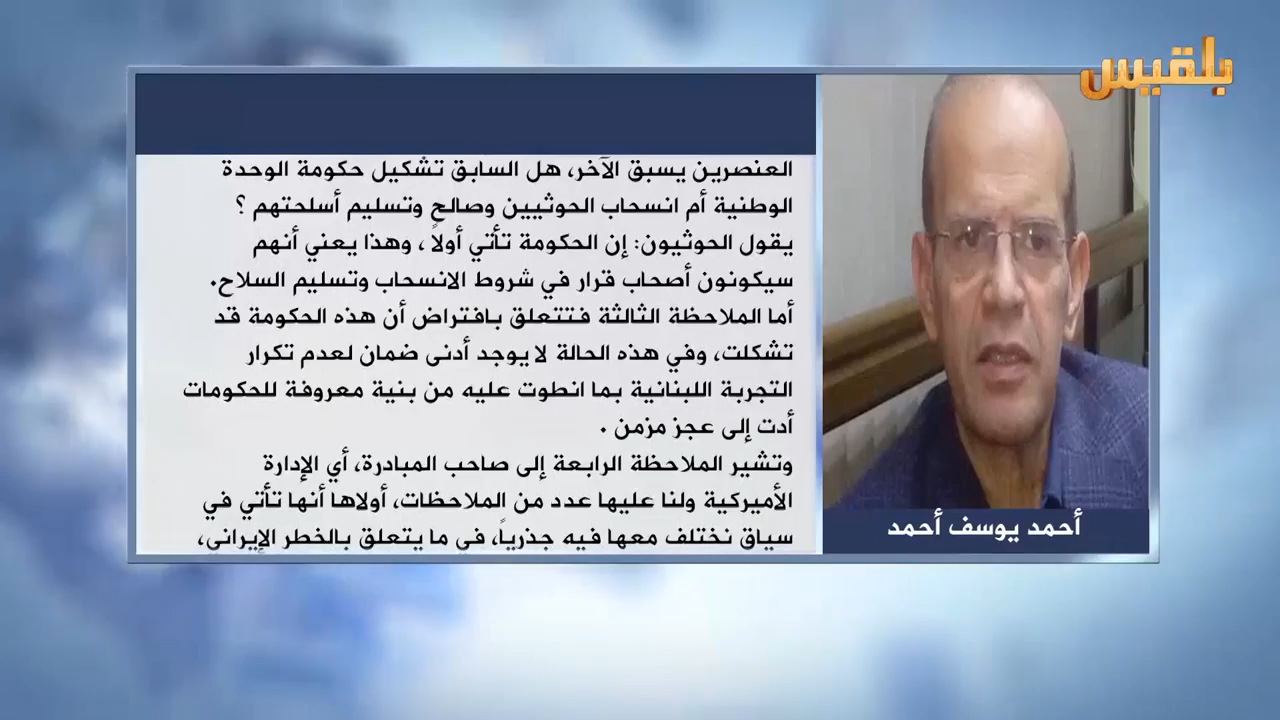 بلقيس
العنصرين يسبق الآخر، هل السابق تشكيل حكومة الوحدة
الوطنية أم انسحاب الحوثيين وصالح وتسليم أسلحتهم ؟
يقول الحوثيون: إن الحكومة تأتي أولاً ، وهذا يعني أنهم
سيكونون أصحاب قرار في شروط الانسحاب وتسليم السلاح.
أما الملاحظة الثالثة فتتعلق بافتراض أن هذه الحكومة قد
تشكلت، وفي هذه الحالة لا يوجد أدنى ضمان لعدم تكرار
التجربة اللبنانية بما انطوت عليه من بنية معروفة للحكومات
أدت إلى عجز مزمن .
وتشير الملاحظة الرابعة إلى صاحب المبادرة، أي الإدارة
الأميركية ولنا عليها عدد من الملاحظات، أولاها أنها تأتي في
سياق نختلف معها فيه جذرياً، في ما يتعلق بالخطر الإيراني،
أحمد يوسف أحمد